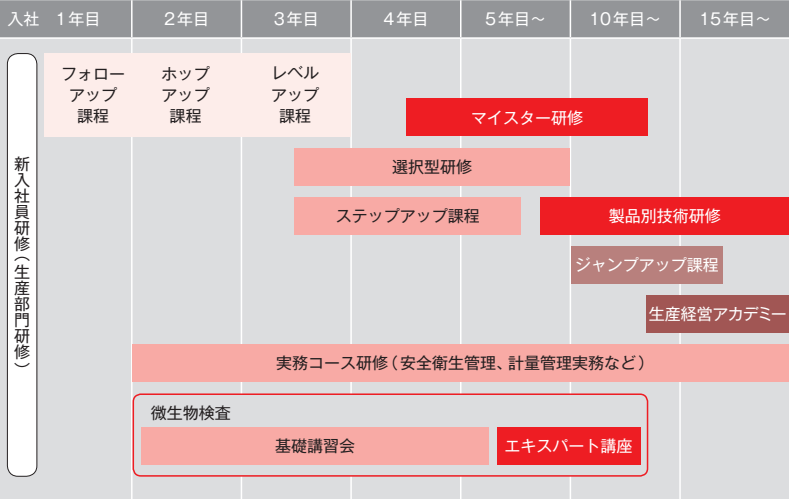 入社 1年目 2年目 3年目 4年目 5年目～ 10年目～ 15年目～
新入社員研修（生産部門研修）
フォロー
アップ
課程
ホップ
アップ
課程
レベル
アップ
課程
マイスター研修
選択型研修
ステップアップ課程
製品別技術研修
ジャンプアップ課程
生産経営アカデミー
実務コース研修（安全衛生管理、計量管理実務など）
微生物検査
基礎講習会
エキスパート講座